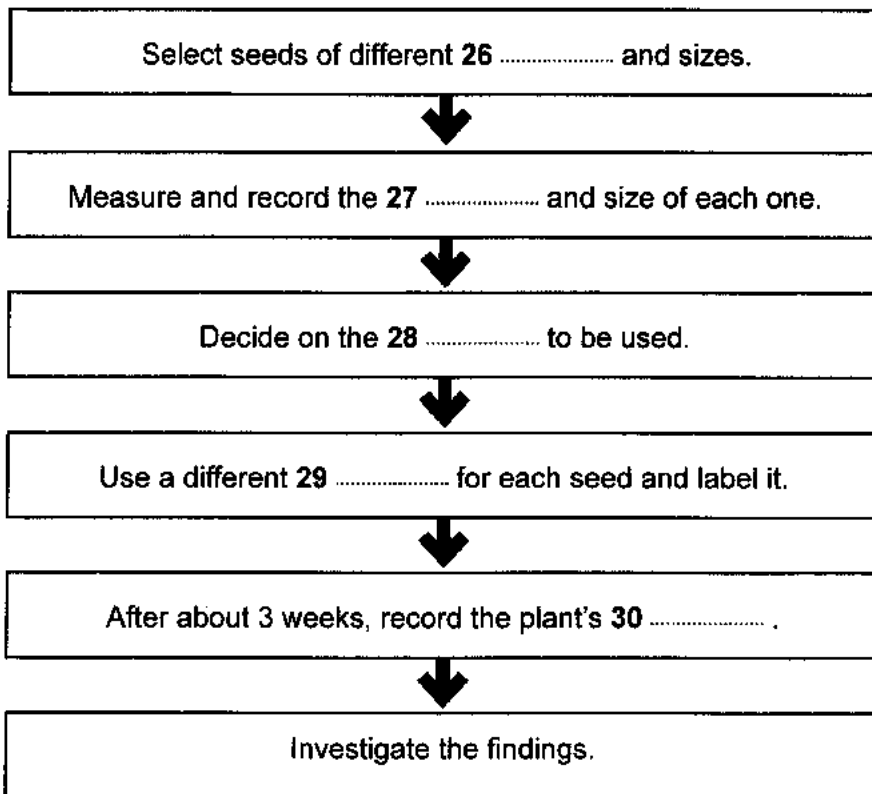 Select seeds of different 26 .................... and sizes.
Measure and record the 27 .................... and size of each one.
Decide on the 28 .................... to be used.
Use a different 29 .................... for each seed and label it.
After about 3 weeks, record the plant's 30 .................... .
Investigate the findings.